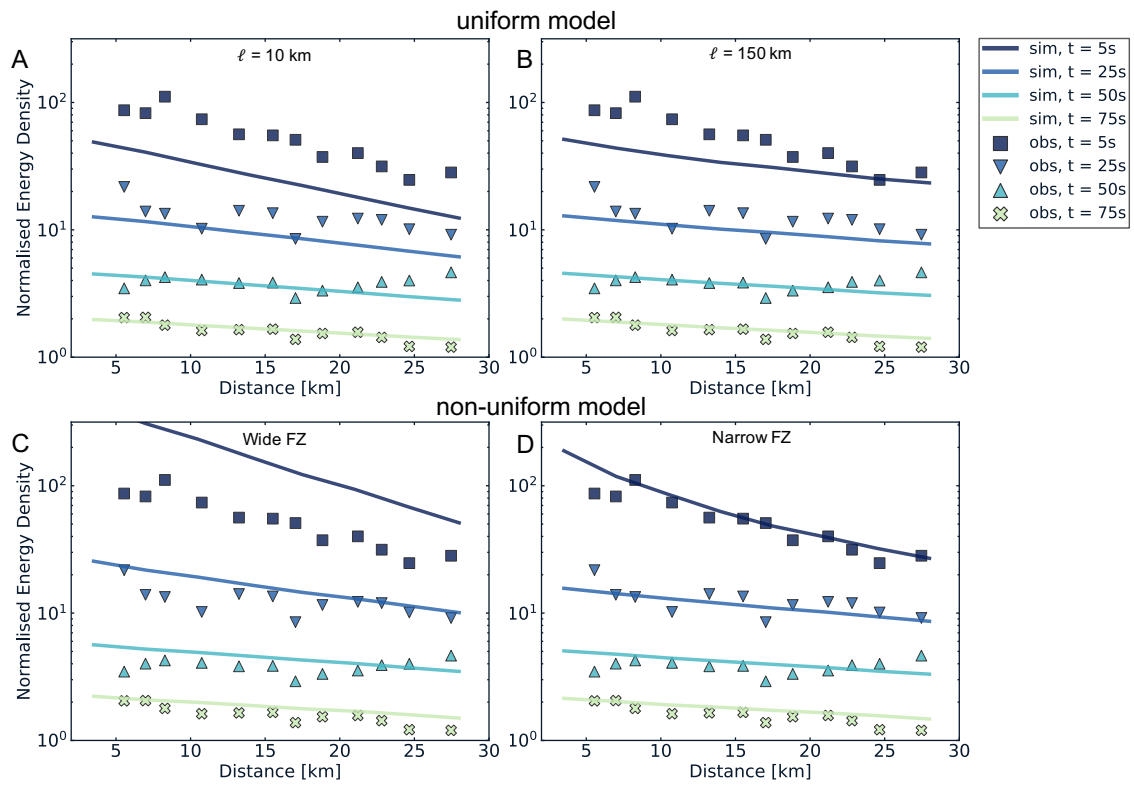 uniform model
A
ℓ = 10 km
B
ℓ = 150 km
sim, t = 5s
sim, t = 25s
sim, t = 50s
sim, t = 75s
obs, t = 5s
obs, t = 25s
obs, t = 50s
obs, t = 75s
Normalised Energy Density
10²
10¹
10⁰
5 10 15 20 25 30
Distance [km]
10²
10¹
10⁰
5 10 15 20 25 30
Distance [km]
non-uniform model
C
Wide FZ
D
Narrow FZ
Normalised Energy Density
10²
10¹
10⁰
5 10 15 20 25 30
Distance [km]
10²
10¹
10⁰
5 10 15 20 25 30
Distance [km]